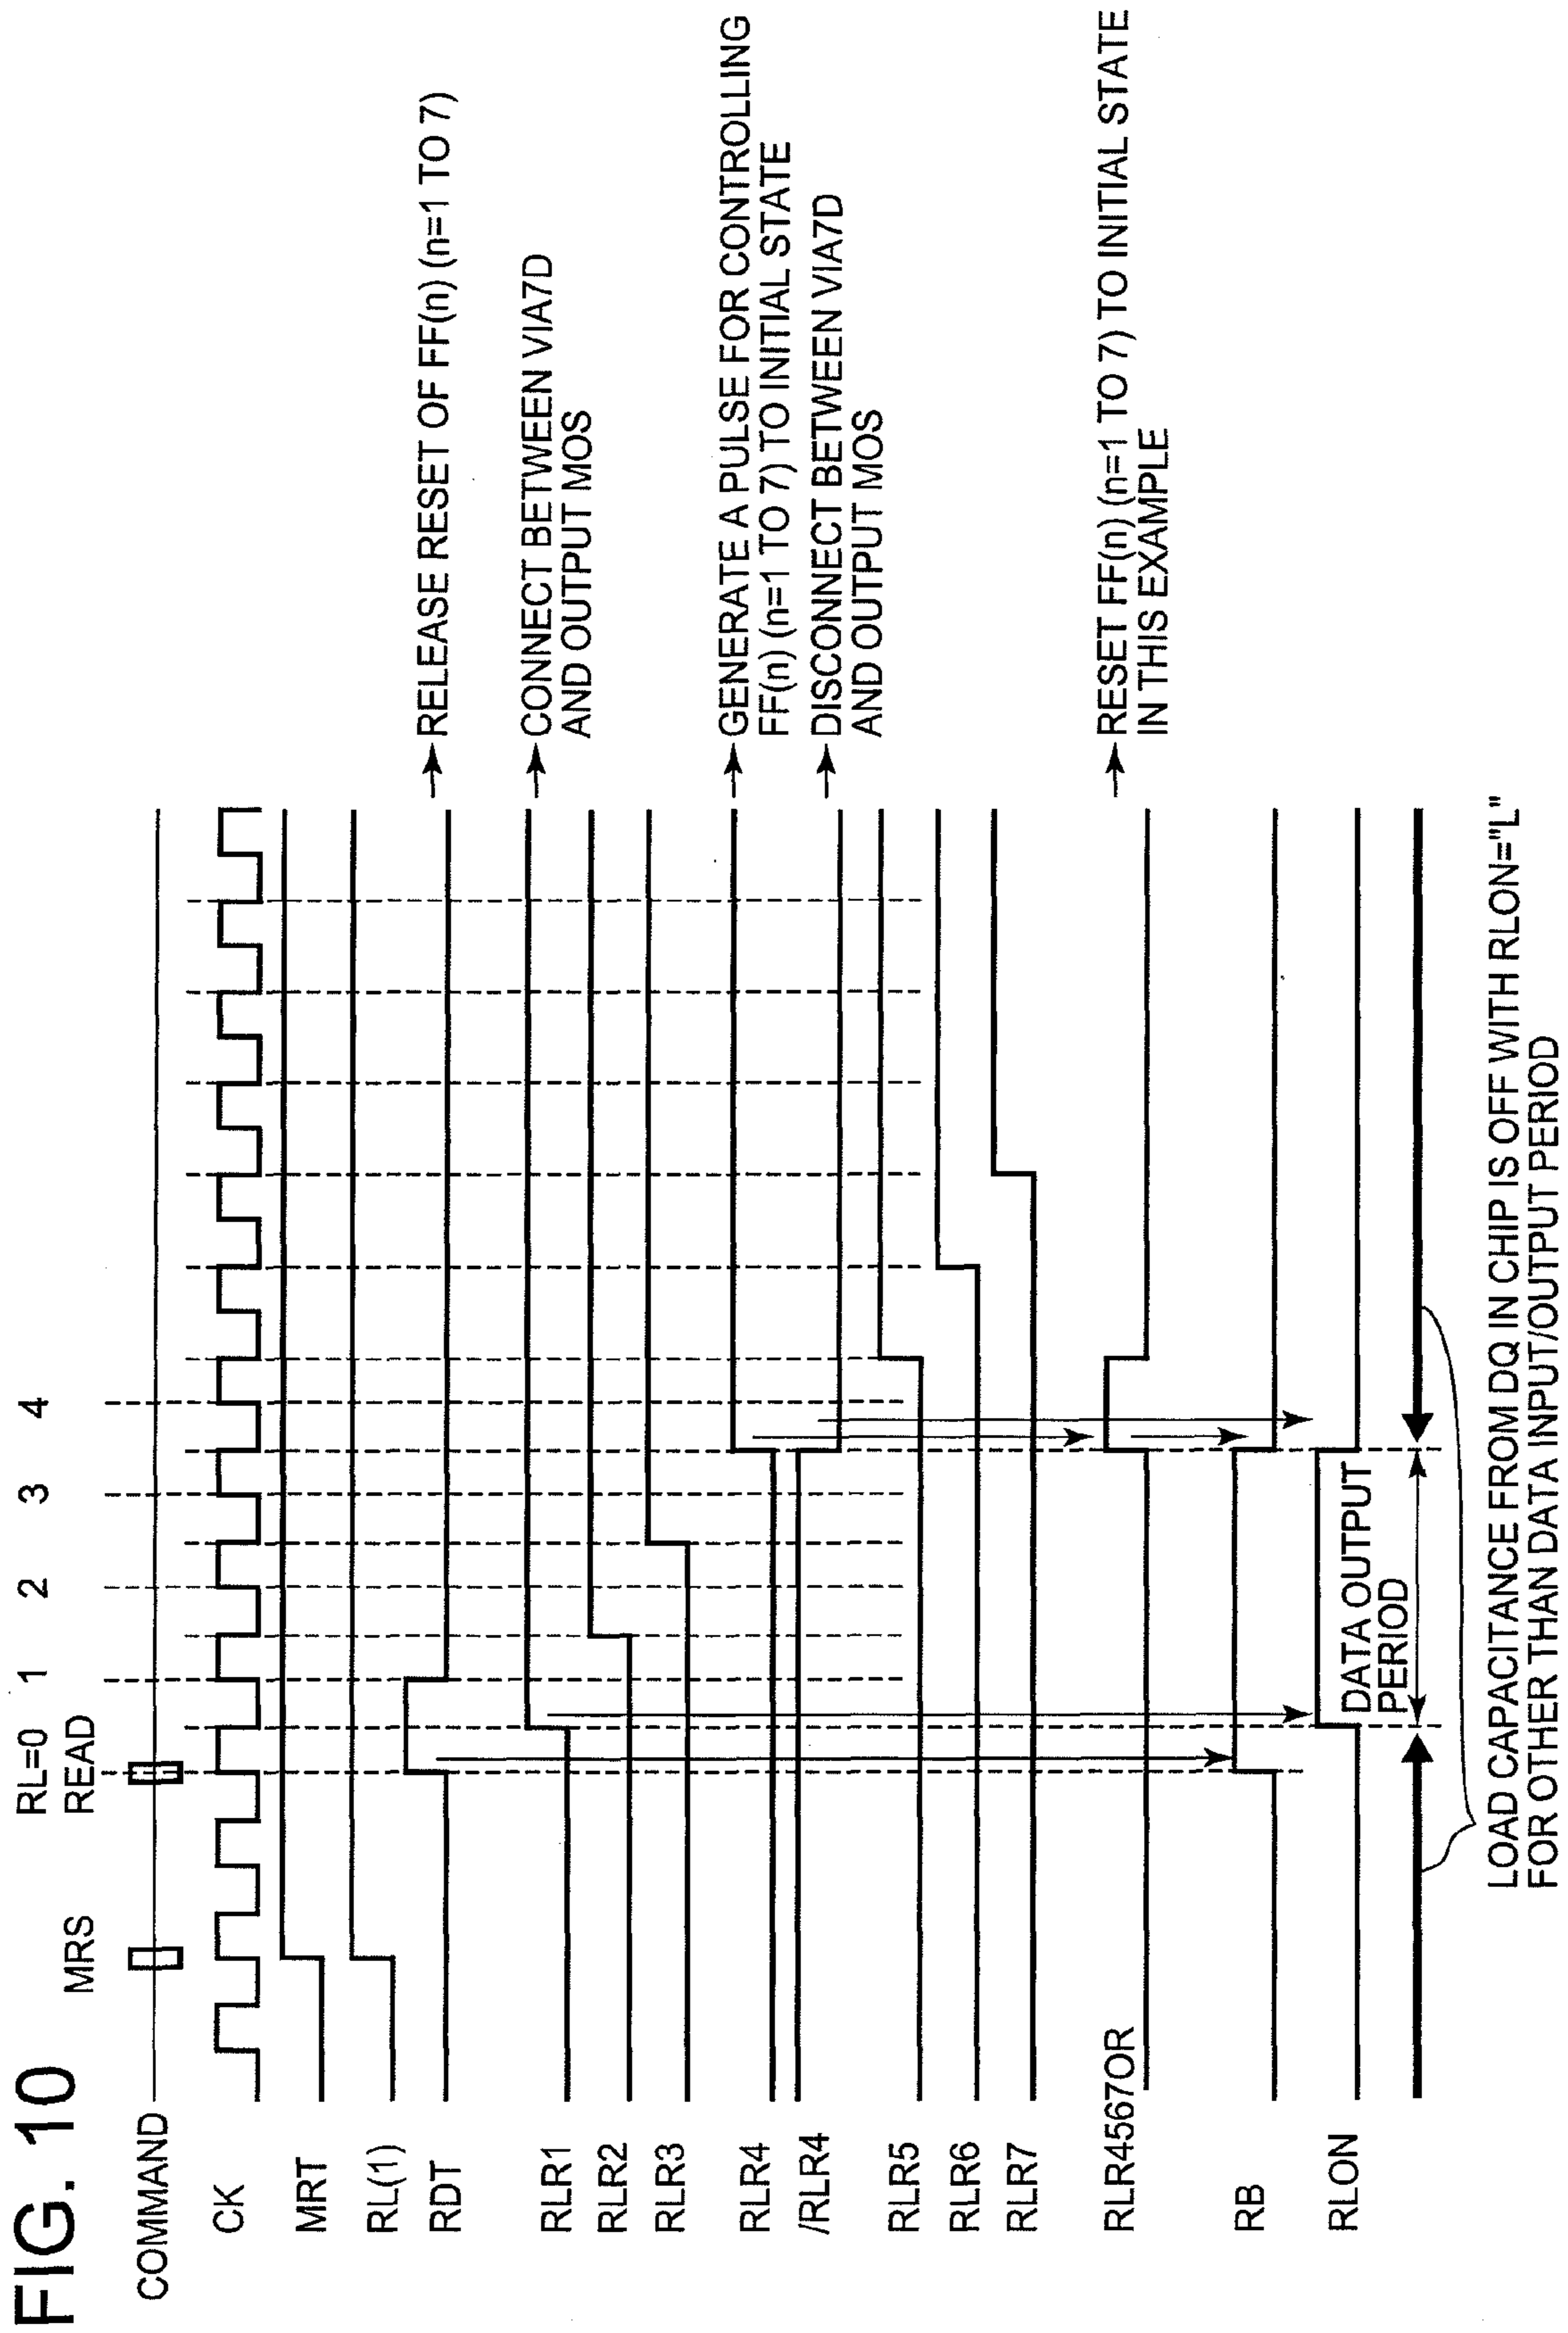 FIG. 10
RL=0 1 2 3 4
MRS READ
COMMAND
CK
MRT
RL(1)
RDT
→RELEASE RESET OF FF(n) (n=1 TO 7)
RLR1
→CONNECT BETWEEN VIA7D
AND OUTPUT MOS
RLR2
RLR3
RLR4
→GENERATE A PULSE FOR CONTROLLING
FF(n) (n=1 TO 7) TO INITIAL STATE
/RLR4
→DISCONNECT BETWEEN VIA7D
AND OUTPUT MOS
RLR5
RLR6
RLR7
RLR4567OR
→RESET FF(n) (n=1 TO 7) TO INITIAL STATE
IN THIS EXAMPLE
RB
RLON
DATA OUTPUT
PERIOD
LOAD CAPACITANCE FROM DQ IN CHIP IS OFF WITH RLON="L"
FOR OTHER THAN DATA INPUT/OUTPUT PERIOD